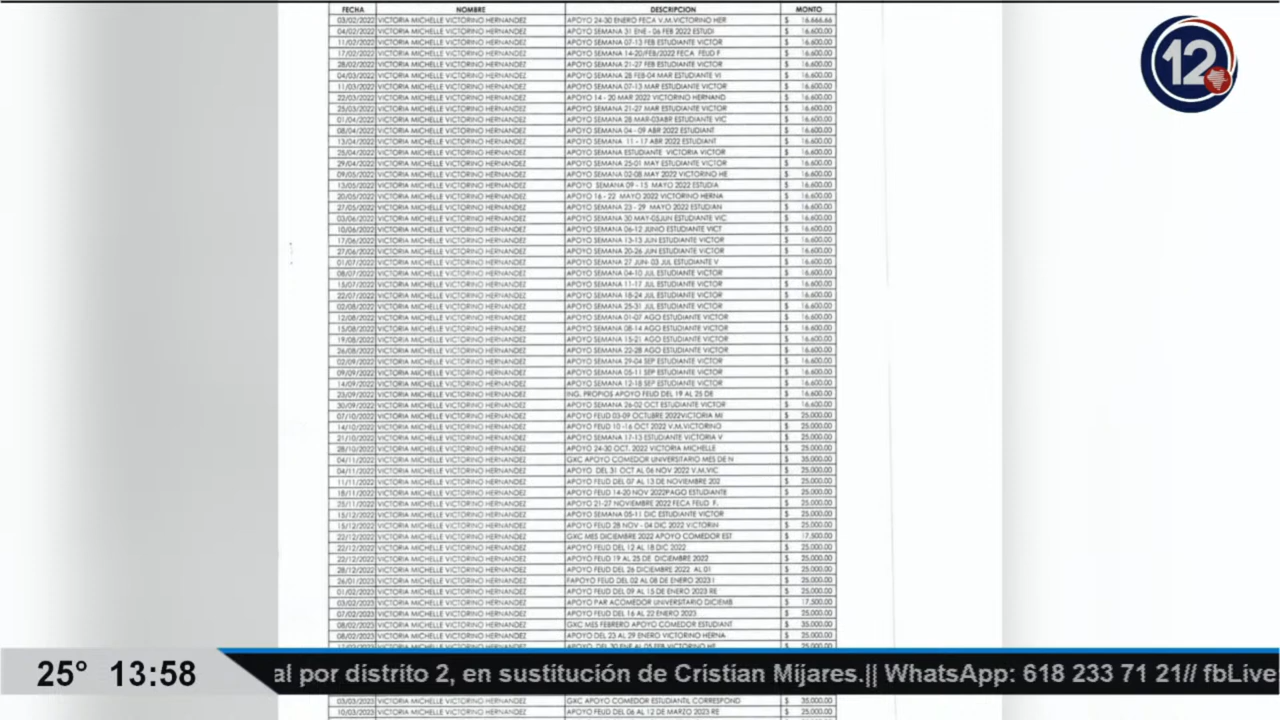 FECHA NOMBRE DESCRIPCION MONTO
03/02/2022 VICTORIA MICHELLE VICTORINO HERNANDEZ APOYO 24-30 ENERO FECA V.M.VICTORINO HER $ 16,666.66
04/02/2022 VICTORIA MICHELLE VICTORINO HERNANDEZ APOYO SEMANA 31 ENE - 06 FEB 2022 ESTUDI $ 16,600.00
11/02/2022 VICTORIA MICHELLE VICTORINO HERNANDEZ APOYO SEMANA 07-13 FEB ESTUDIANTE VICTOR $ 16,600.00
17/02/2022 VICTORIA MICHELLE VICTORINO HERNANDEZ APOYO SEMANA 14-20/FEB/2022 FECA FEUD F $ 16,600.00
28/02/2022 VICTORIA MICHELLE VICTORINO HERNANDEZ APOYO SEMANA 21-27 FEB ESTUDIANTE VICTOR $ 16,600.00
04/03/2022 VICTORIA MICHELLE VICTORINO HERNANDEZ APOYO SEMANA 28 FEB-04 MAR ESTUDIANTE VI $ 16,600.00
11/03/2022 VICTORIA MICHELLE VICTORINO HERNANDEZ APOYO SEMANA 07-13 MAR ESTUDIANTE VICTOR $ 16,600.00
22/03/2022 VICTORIA MICHELLE VICTORINO HERNANDEZ APOYO 14 - 20 MAR 2022 VICTORINO HERNAND $ 16,600.00
25/03/2022 VICTORIA MICHELLE VICTORINO HERNANDEZ APOYO SEMANA 21-27 MAR ESTUDIANTE VICTOR $ 16,600.00
01/04/2022 VICTORIA MICHELLE VICTORINO HERNANDEZ APOYO SEMANA 28 MAR-03ABR ESTUDIANTE VIC $ 16,600.00
08/04/2022 VICTORIA MICHELLE VICTORINO HERNANDEZ APOYO SEMANA 04 - 09 ABR 2022 ESTUDIANT $ 16,600.00
13/04/2022 VICTORIA MICHELLE VICTORINO HERNANDEZ APOYO SEMANA 11 - 17 ABR 2022 ESTUDIANT $ 16,600.00
25/04/2022 VICTORIA MICHELLE VICTORINO HERNANDEZ APOYO SEMANA ESTUDIANTE VICTORIA VICTOR $ 16,600.00
29/04/2022 VICTORIA MICHELLE VICTORINO HERNANDEZ APOYO SEMANA 25-01 MAY ESTUDIANTE VICTOR $ 16,600.00
09/05/2022 VICTORIA MICHELLE VICTORINO HERNANDEZ APOYO SEMANA 02-08 MAY 2022 VICTORINO HE $ 16,600.00
13/05/2022 VICTORIA MICHELLE VICTORINO HERNANDEZ APOYO SEMANA 09 - 15 MAYO 2022 ESTUDIA $ 16,600.00
20/05/2022 VICTORIA MICHELLE VICTORINO HERNANDEZ APOYO 16 - 22 MAYO 2022 VICTORINO HERNA $ 16,600.00
27/05/2022 VICTORIA MICHELLE VICTORINO HERNANDEZ APOYO SEMANA 23 - 29 MAYO 2022 ESTUDIAN $ 16,600.00
03/06/2022 VICTORIA MICHELLE VICTORINO HERNANDEZ APOYO SEMANA 30 MAY-05JUN ESTUDIANTE VIC $ 16,600.00
10/06/2022 VICTORIA MICHELLE VICTORINO HERNANDEZ APOYO SEMANA 06-12 JUNIO ESTUDIANTE VICT $ 16,600.00
17/06/2022 VICTORIA MICHELLE VICTORINO HERNANDEZ APOYO SEMANA 13-13 JUN ESTUDIANTE VICTOR $ 16,600.00
27/06/2022 VICTORIA MICHELLE VICTORINO HERNANDEZ APOYO SEMANA 20-26 JUN ESTUDIANTE VICTOR $ 16,600.00
01/07/2022 VICTORIA MICHELLE VICTORINO HERNANDEZ APOYO SEMANA 27 JUN- 03 JUL ESTUDIANTE V $ 16,600.00
08/07/2022 VICTORIA MICHELLE VICTORINO HERNANDEZ APOYO SEMANA 04-10 JUL ESTUDIANTE VICTOR $ 16,600.00
15/07/2022 VICTORIA MICHELLE VICTORINO HERNANDEZ APOYO SEMANA 11-17 JUL ESTUDIANTE VICTOR $ 16,600.00
22/07/2022 VICTORIA MICHELLE VICTORINO HERNANDEZ APOYO SEMANA 18-24 JUL ESTUDIANTE VICTOR $ 16,600.00
02/08/2022 VICTORIA MICHELLE VICTORINO HERNANDEZ APOYO SEMANA 25-31 JUL ESTUDIANTE VICTOR $ 16,600.00
12/08/2022 VICTORIA MICHELLE VICTORINO HERNANDEZ APOYO SEMANA 01-07 AGO ESTUDIANTE VICTOR $ 16,600.00
15/08/2022 VICTORIA MICHELLE VICTORINO HERNANDEZ APOYO SEMANA 08-14 AGO ESTUDIANTE VICTOR $ 16,600.00
19/08/2022 VICTORIA MICHELLE VICTORINO HERNANDEZ APOYO SEMANA 15-21 AGO ESTUDIANTE VICTOR $ 16,600.00
26/08/2022 VICTORIA MICHELLE VICTORINO HERNANDEZ APOYO SEMANA 22-28 AGO ESTUDIANTE VICTOR $ 16,600.00
02/09/2022 VICTORIA MICHELLE VICTORINO HERNANDEZ APOYO SEMANA 29-04 SEP ESTUDIANTE VICTOR $ 16,600.00
09/09/2022 VICTORIA MICHELLE VICTORINO HERNANDEZ APOYO SEMANA 05-11 SEP ESTUDIANTE VICTOR $ 16,600.00
14/09/2022 VICTORIA MICHELLE VICTORINO HERNANDEZ APOYO SEMANA 12-18 SEP ESTUDIANTE VICTOR $ 16,600.00
23/09/2022 VICTORIA MICHELLE VICTORINO HERNANDEZ ING. PROPIOS APOYO FEUD DEL 19 AL 25 DE $ 16,600.00
30/09/2022 VICTORIA MICHELLE VICTORINO HERNANDEZ APOYO SEMANA 26-02 OCT ESTUDIANTE VICTOR $ 16,600.00
07/10/2022 VICTORIA MICHELLE VICTORINO HERNANDEZ APOYO FEUD 03-09 OCTUBRE 2022VICTORIA MI $ 25,000.00
14/10/2022 VICTORIA MICHELLE VICTORINO HERNANDEZ APOYO FEUD 10 -16 OCT 2022 V.M.VICTORINO $ 25,000.00
21/10/2022 VICTORIA MICHELLE VICTORINO HERNANDEZ APOYO SEMANA 17-13 ESTUDIANTE VICTORIA V $ 25,000.00
28/10/2022 VICTORIA MICHELLE VICTORINO HERNANDEZ APOYO 24-30 OCT. 2022 VICTORIA MICHELLE $ 25,000.00
04/11/2022 VICTORIA MICHELLE VICTORINO HERNANDEZ GXC APOYO COMEDOR UNIVERSITARIO MES DE N $ 35,000.00
04/11/2022 VICTORIA MICHELLE VICTORINO HERNANDEZ APOYO DEL 31 OCT AL 06 NOV 2022 V.M.VIC $ 25,000.00
11/11/2022 VICTORIA MICHELLE VICTORINO HERNANDEZ APOYO FEUD DEL 07 AL 13 DE NOVIEMBRE 202 $ 25,000.00
18/11/2022 VICTORIA MICHELLE VICTORINO HERNANDEZ APOYO FEUD 14-20 NOV 2022PAGO ESTUDIANTE $ 25,000.00
25/11/2022 VICTORIA MICHELLE VICTORINO HERNANDEZ APOYO 21-27 NOVIEMBRE 2022 FECA FEUD F. $ 25,000.00
15/12/2022 VICTORIA MICHELLE VICTORINO HERNANDEZ APOYO SEMANA 05-11 DIC ESTUDIANTE VICTOR $ 25,000.00
15/12/2022 VICTORIA MICHELLE VICTORINO HERNANDEZ APOYO FEUD 28 NOV - 04 DIC 2022 VICTORIN $ 25,000.00
22/12/2022 VICTORIA MICHELLE VICTORINO HERNANDEZ GXC MES DICIEMBRE 2022 APOYO COMEDOR EST $ 17,500.00
22/12/2022 VICTORIA MICHELLE VICTORINO HERNANDEZ APOYO FEUD DEL 12 AL 18 DIC 2022 $ 25,000.00
22/12/2022 VICTORIA MICHELLE VICTORINO HERNANDEZ APOYO FEUD 19 AL 25 DE DICIEMBRE 2022 $ 25,000.00
28/12/2022 VICTORIA MICHELLE VICTORINO HERNANDEZ APOYO FEUD DEL 26 DICIEMBRE 2022 AL 01 $ 25,000.00
26/01/2023 VICTORIA MICHELLE VICTORINO HERNANDEZ FAPOYO FEUD DEL 02 AL 08 DE ENERO 2023 I $ 25,000.00
01/02/2023 VICTORIA MICHELLE VICTORINO HERNANDEZ APOYO FEUD DEL 09 AL 15 DE ENERO 2023 RE $ 25,000.00
03/02/2023 VICTORIA MICHELLE VICTORINO HERNANDEZ APOYO PAR ACOMEDOR UNIVERSITARIO DICIEMB $ 17,500.00
07/02/2023 VICTORIA MICHELLE VICTORINO HERNANDEZ APOYO FEUD DEL 16 AL 22 ENERO 2023 $ 25,000.00
08/02/2023 VICTORIA MICHELLE VICTORINO HERNANDEZ GXC MES FEBRERO APOYO COMEDOR ESTUDIANT $ 35,000.00
08/02/2023 VICTORIA MICHELLE VICTORINO HERNANDEZ APOYO DEL 23 AL 29 ENERO VICTORINO HERNA $ 25,000.00
12
25° 13:58 al por distrito 2, en sustitución de Cristian Mijares.|| WhatsApp: 618 233 71 21// fbLive
03/03/2023 VICTORIA MICHELLE VICTORINO HERNANDEZ GXC APOYO COMEDOR ESTUDIANTIL CORRESPOND $ 35,000.00
10/03/2023 VICTORIA MICHELLE VICTORINO HERNANDEZ APOYO FEUD DEL 06 AL 12 DE MARZO 2023 RE $ 25,000.00